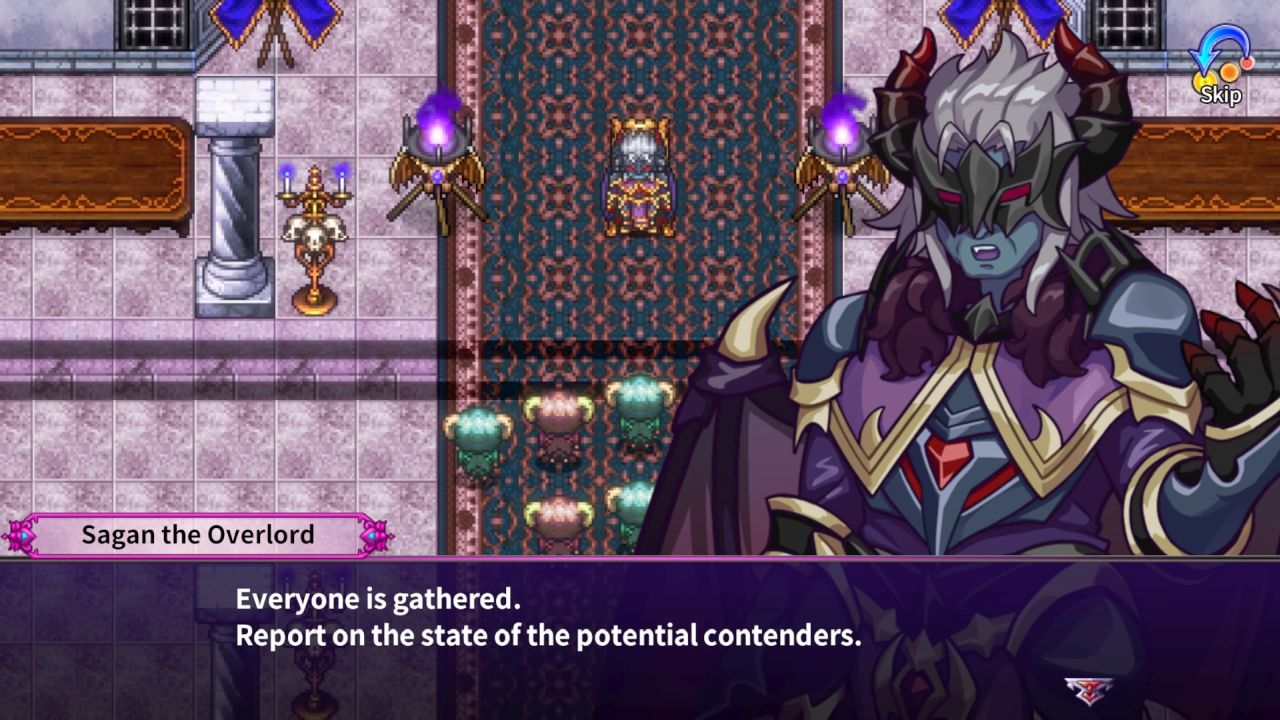 Skip
Sagan the Overlord
Everyone is gathered.
Report on the state of the potential contenders.